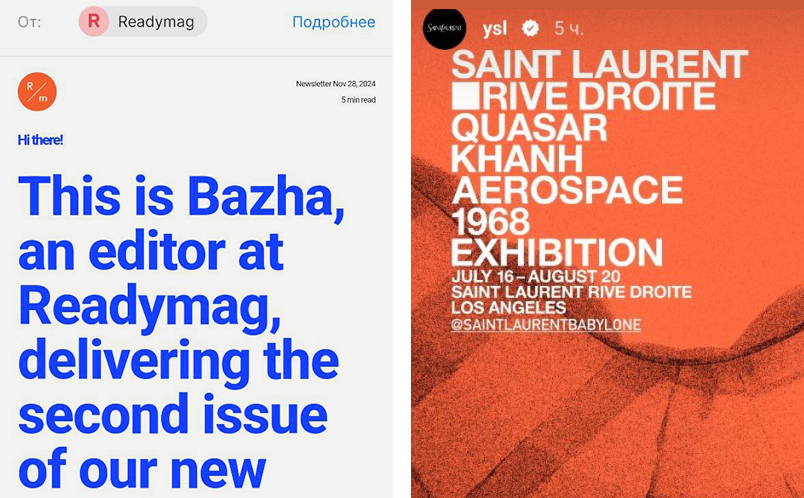 От: R Readymag Подробнее
R/m
Newsletter Nov 28, 2024
5 min read
Hi there!
This is Bazha,
an editor at
Readymag,
delivering the
second issue
of our new
SAINT LAURENT ysl 5 ч.
SAINT LAURENT
RIVE DROITE
QUASAR
KHANH
AEROSPACE
1968
EXHIBITION
JULY 16 – AUGUST 20
SAINT LAURENT RIVE DROITE
LOS ANGELES
@SAINTLAURENTBABYLONE